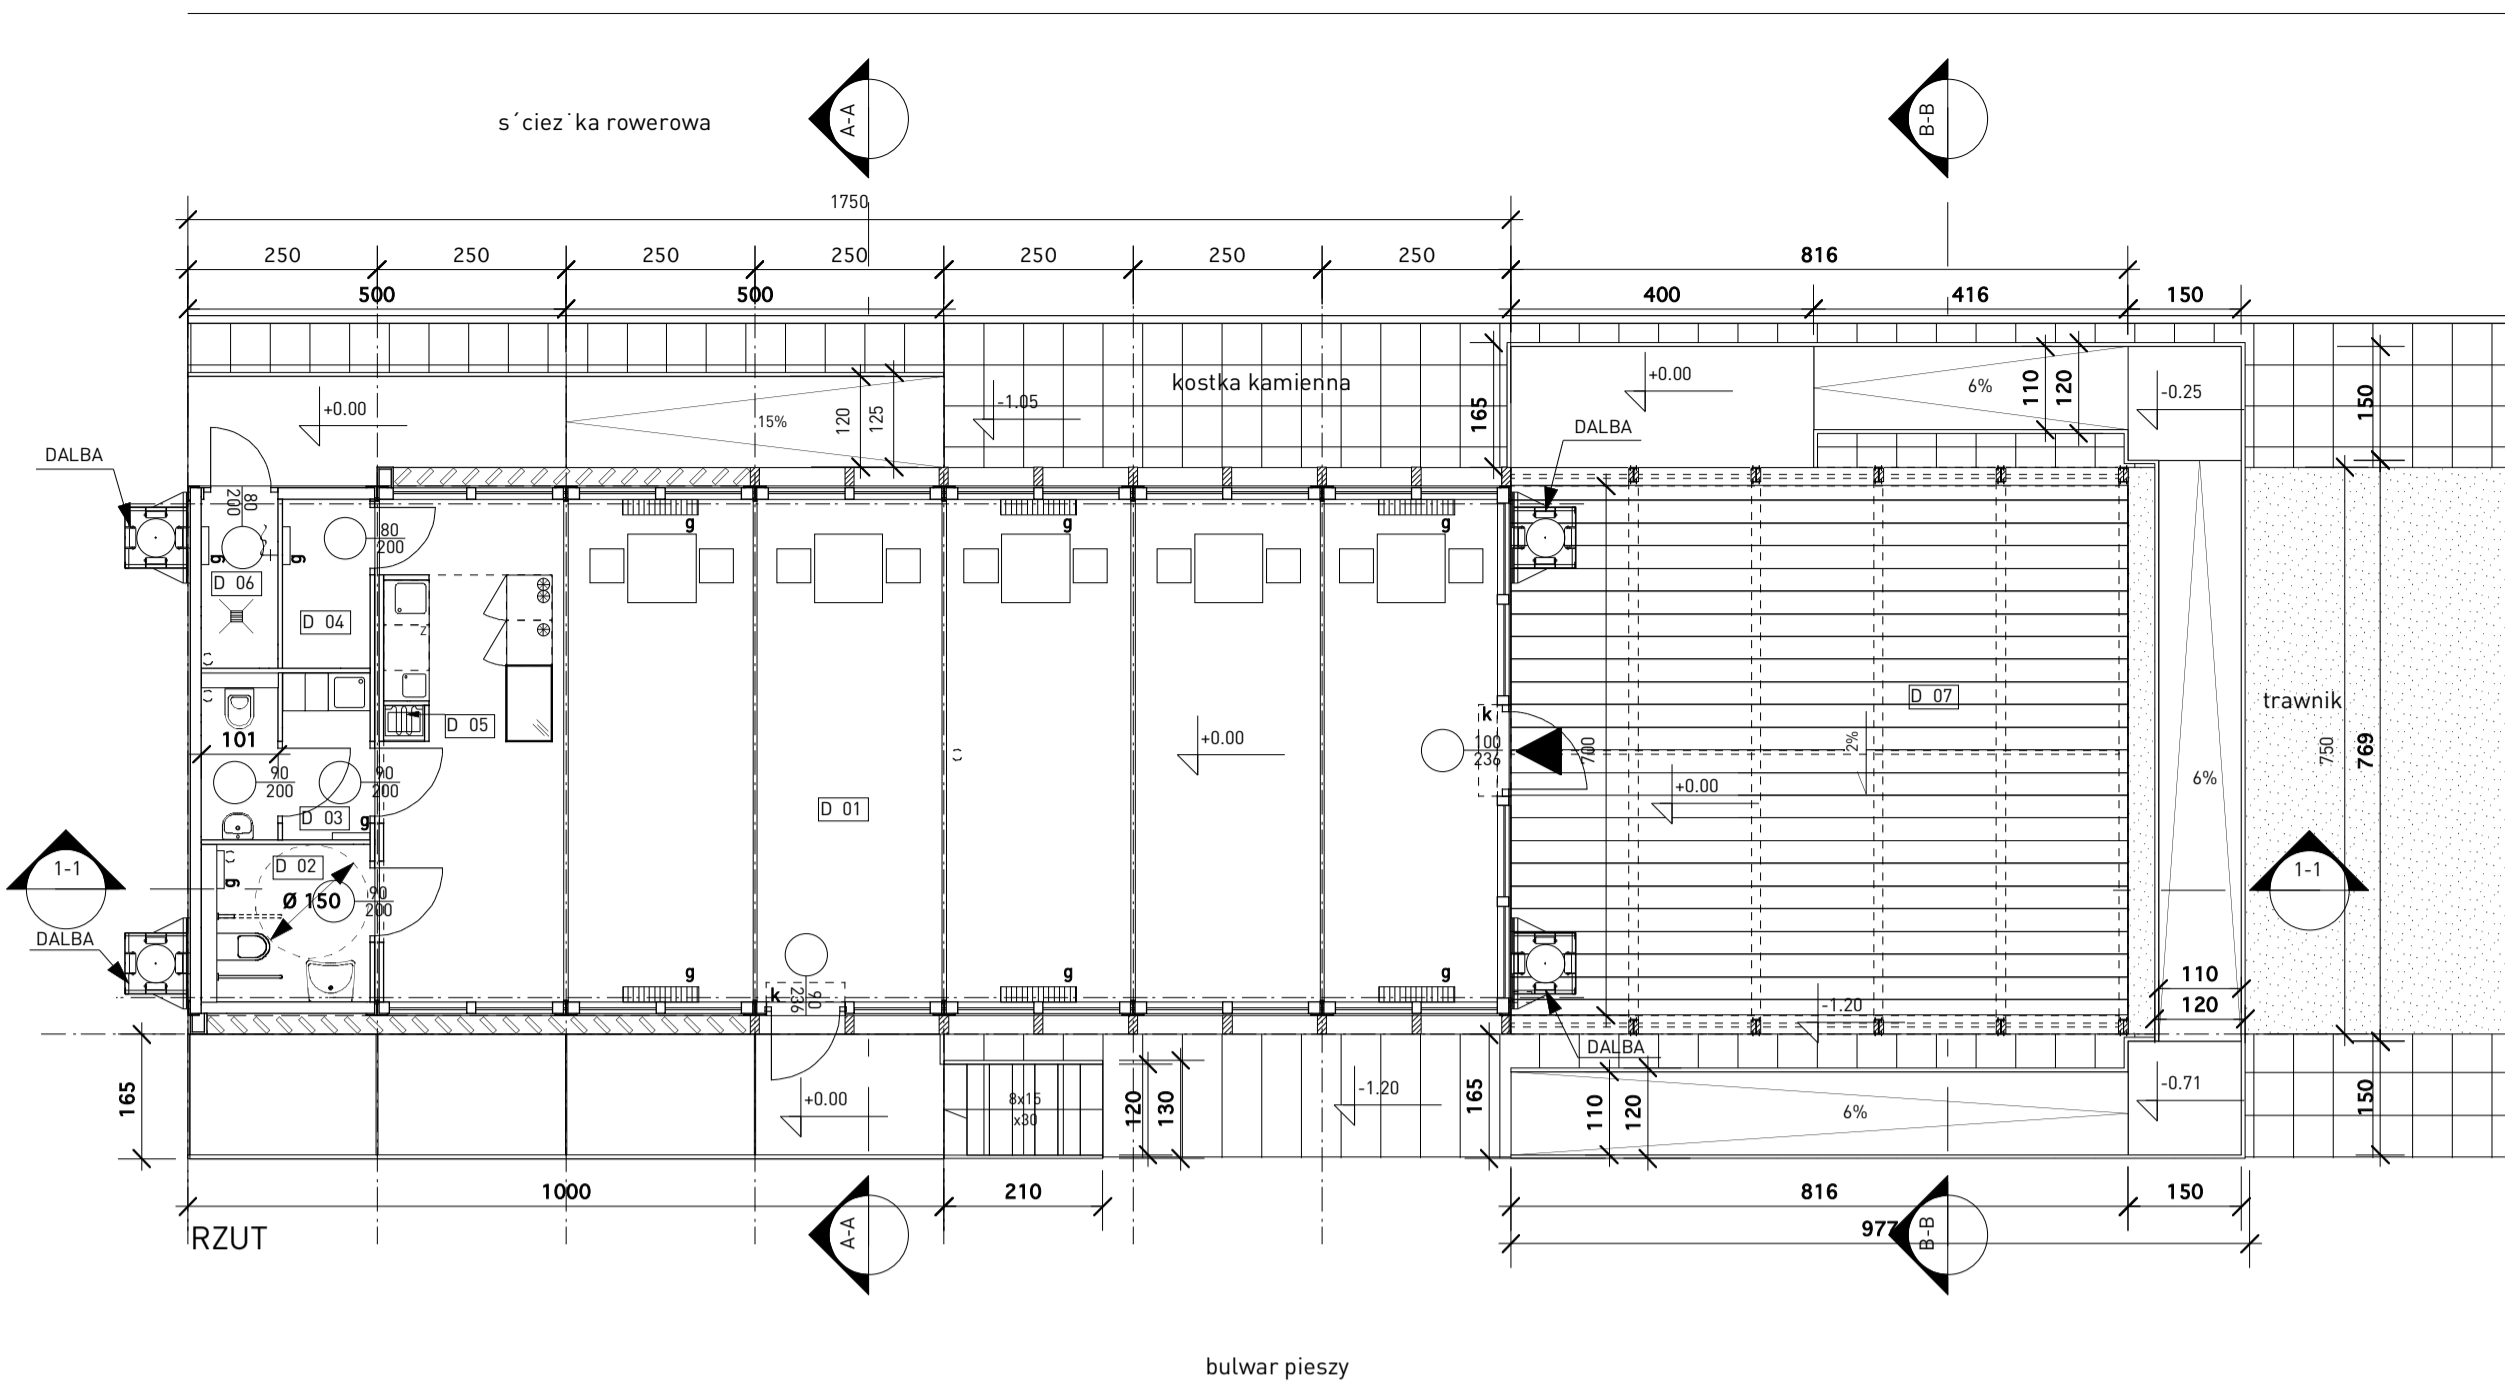 A-A
B-B
s´ciez˙ka rowerowa
1750
250 250 250 250 250 250 250 816
500 500 400 416 150
kostka kamienna
+0.00
15%
120
125
-1.05
165
+0.00
6%
110
120
-0.25
150
DALBA
DALBA
80
200
g
g
80
200
g
g
g
D 06
D 04
z
D 05
101
90
200
90
200
D 03
g
+0.00
k
100
236
700
2%
D 07
+0.00
trawnik
750
769
6%
D 01
1-1
D 02
g
Ø 150
90
200
1-1
DALBA
g
g
g
k
90
236
-1.20
110
120
DALBA
165
+0.00
8x15
x30
120
130
-1.20
165
110
120
6%
-0.71
150
1000 210 816 150
977
A-A
B-B
RZUT
bulwar pieszy